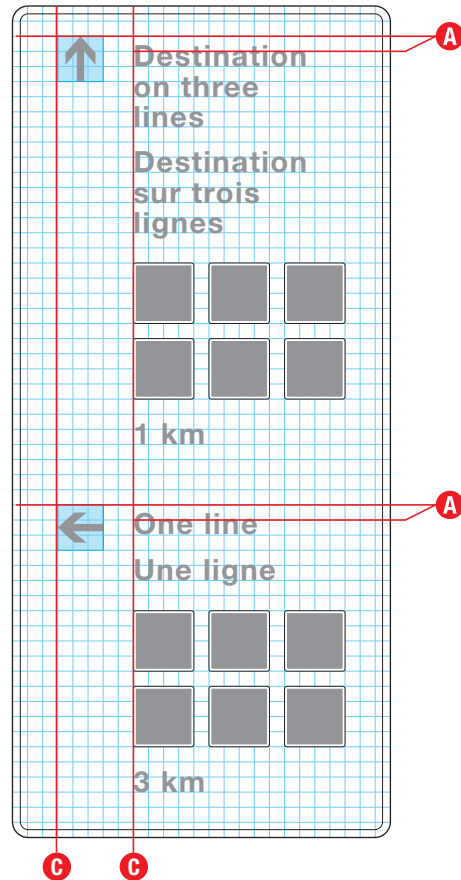 A
Destination
on three
lines
Destination
sur trois
lignes
1 km
A
One line
Une ligne
3 km
C C